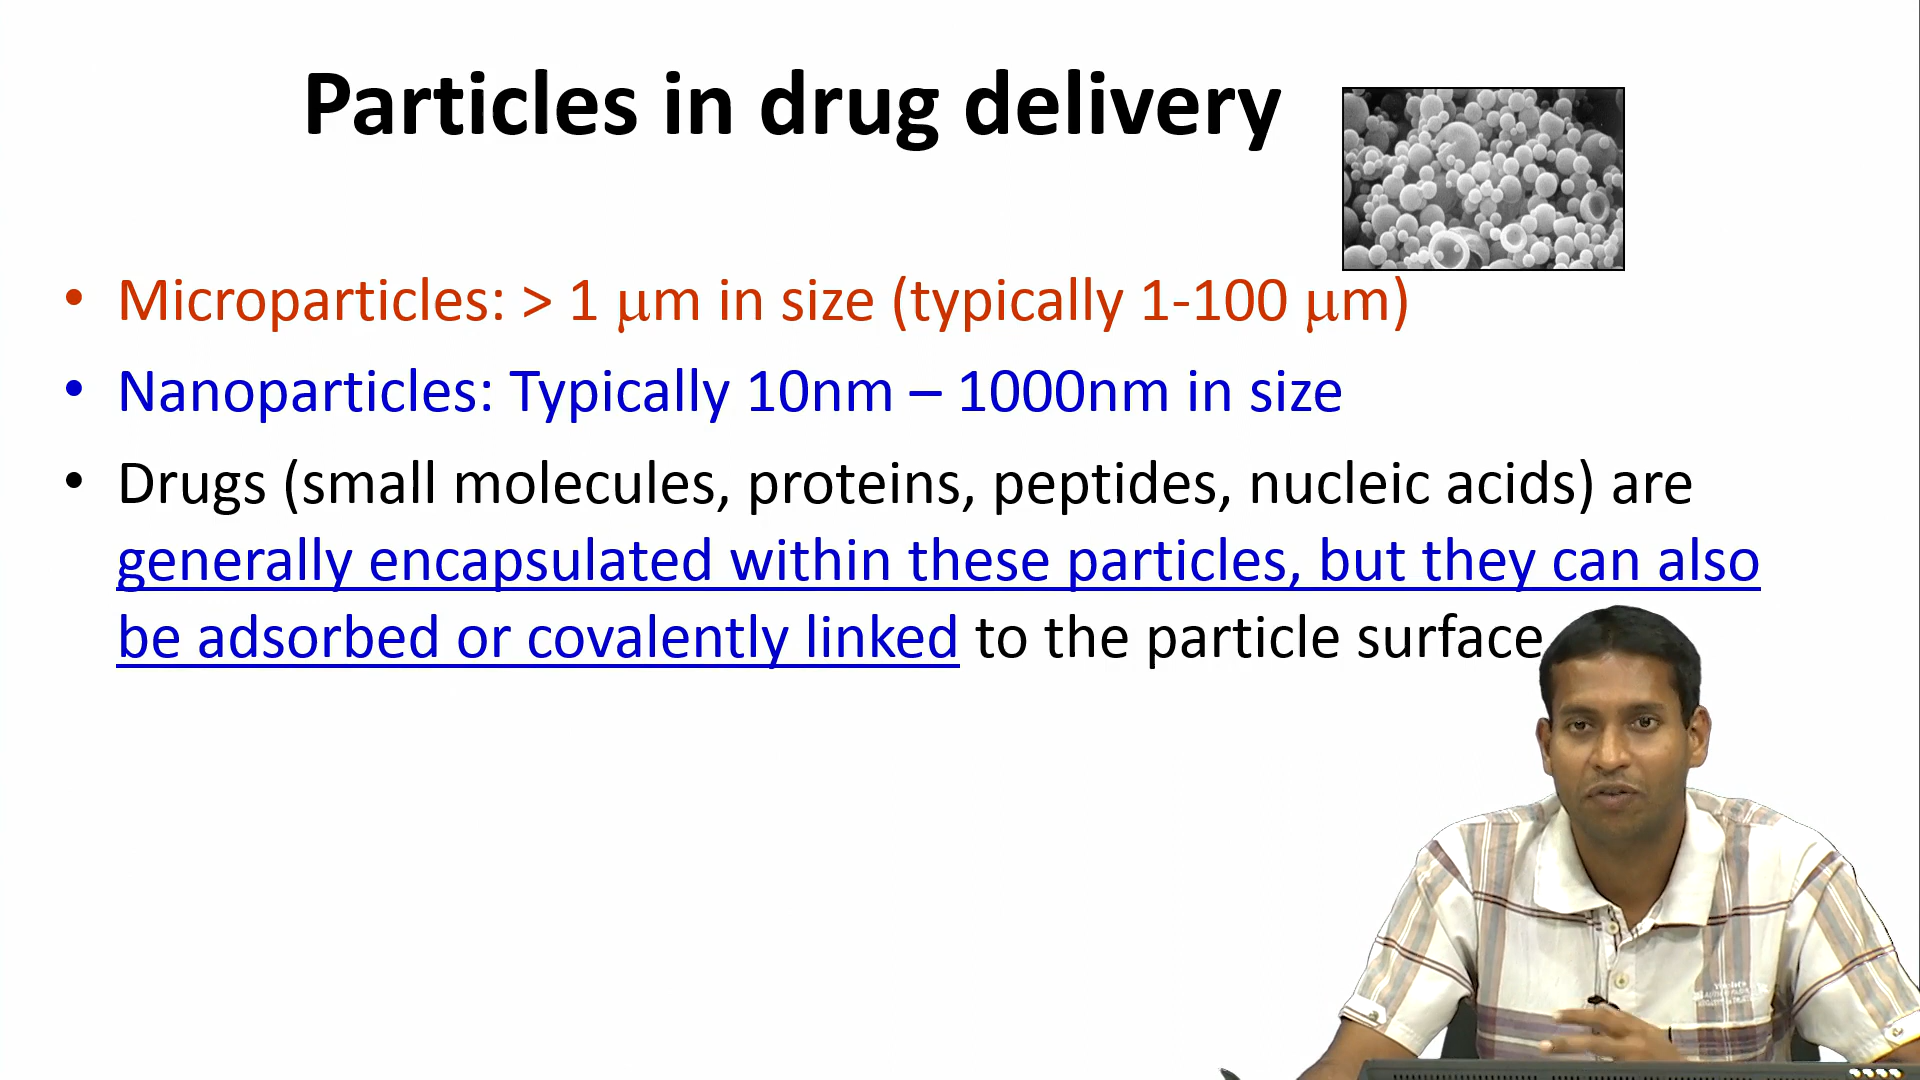 Particles in drug delivery
• Microparticles: > 1 μm in size (typically 1-100 μm)
• Nanoparticles: Typically 10nm – 1000nm in size
• Drugs (small molecules, proteins, peptides, nucleic acids) are
generally encapsulated within these particles, but they can also
be adsorbed or covalently linked to the particle surface